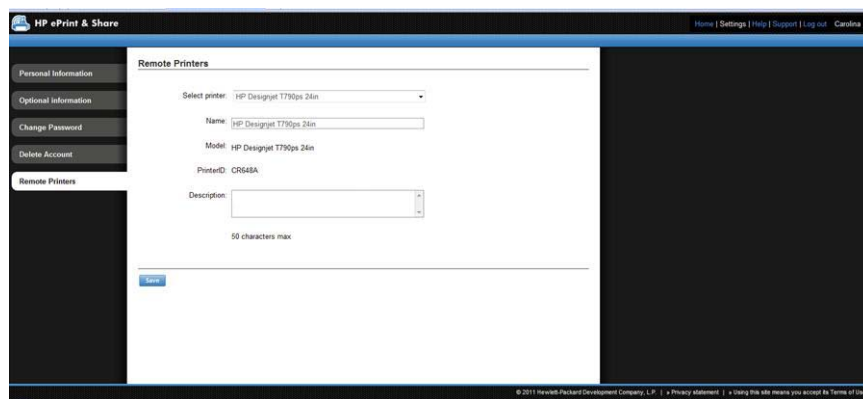 HP ePrint & Share
Home | Settings | Help | Support | Log out Carolina
Remote Printers
Personal Information
Optional information
Change Password
Delete Account
Remote Printers
Select printer: HP Designjet T790ps 24in
Name: HP Designjet T790ps 24in
Model: HP Designjet T790ps 24in
PrinterID: CR648A
Description:
50 characters max
Save
© 2011 Hewlett-Packard Development Company, L.P. | » Privacy statement | » Using this site means you accept its Terms of Us